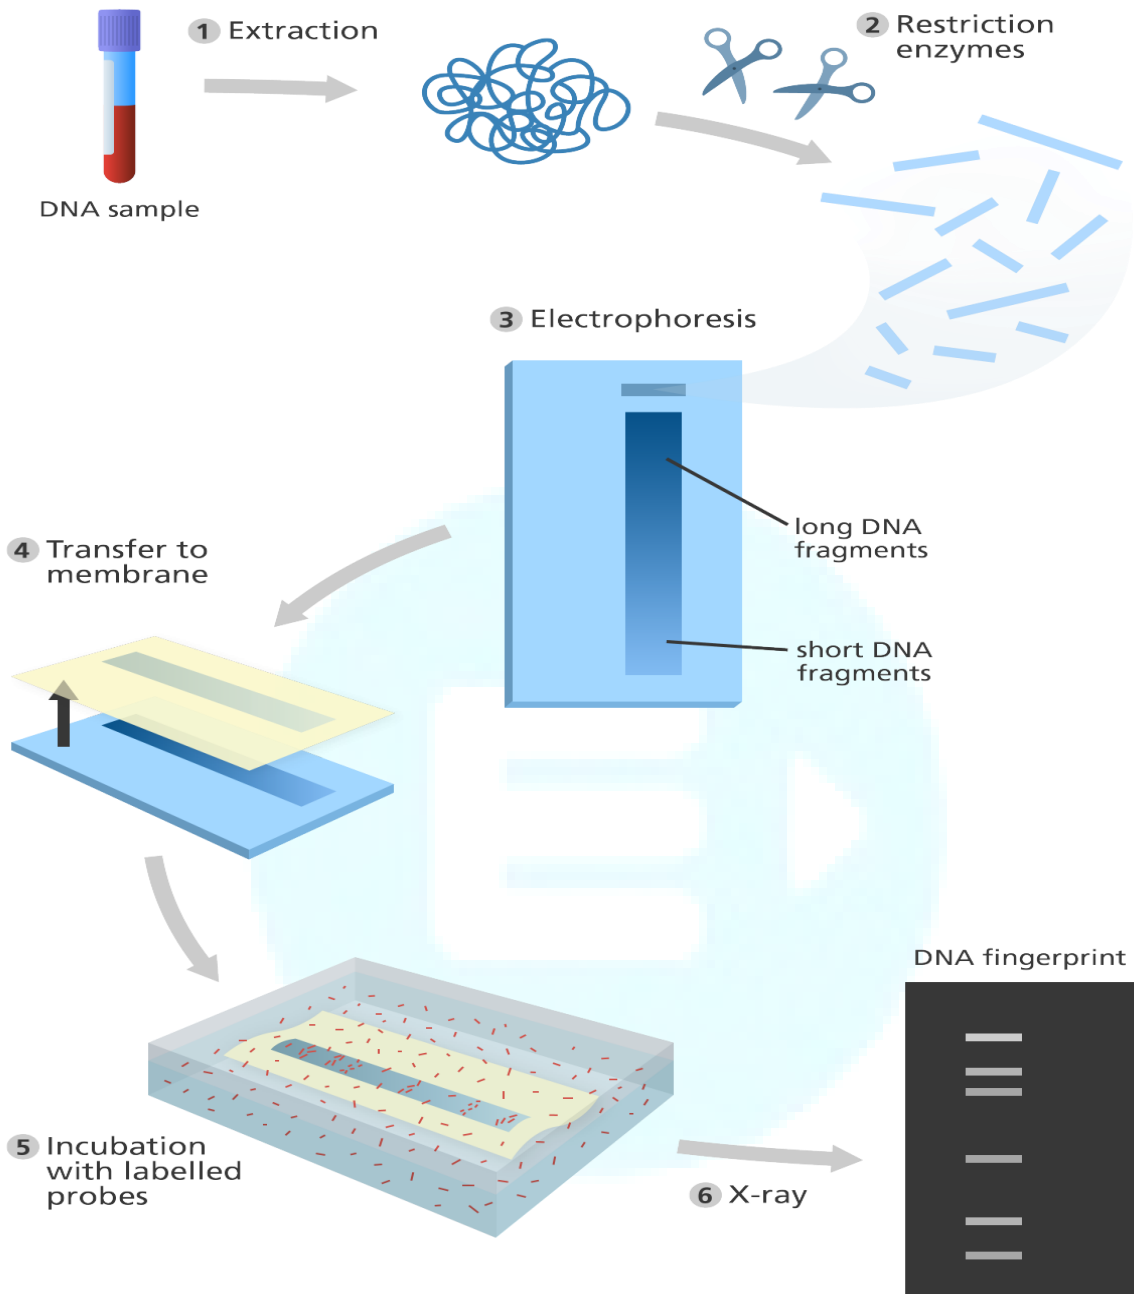 1 Extraction
2 Restriction
enzymes
DNA sample
3 Electrophoresis
long DNA
fragments
short DNA
fragments
4 Transfer to
membrane
5 Incubation
with labelled
probes
6 X-ray
DNA fingerprint